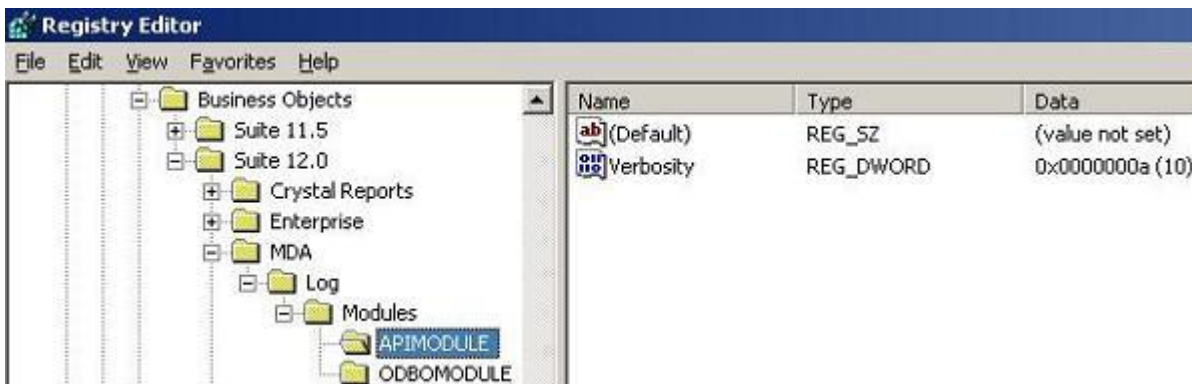 Registry Editor
File Edit View Favorites Help
Business Objects
Suite 11.5
Suite 12.0
Crystal Reports
Enterprise
MDA
Log
Modules
APIMODULE
ODBOMODULE
Name Type Data
ab (Default) REG_SZ (value not set)
Verbosity REG_DWORD 0x0000000a (10)